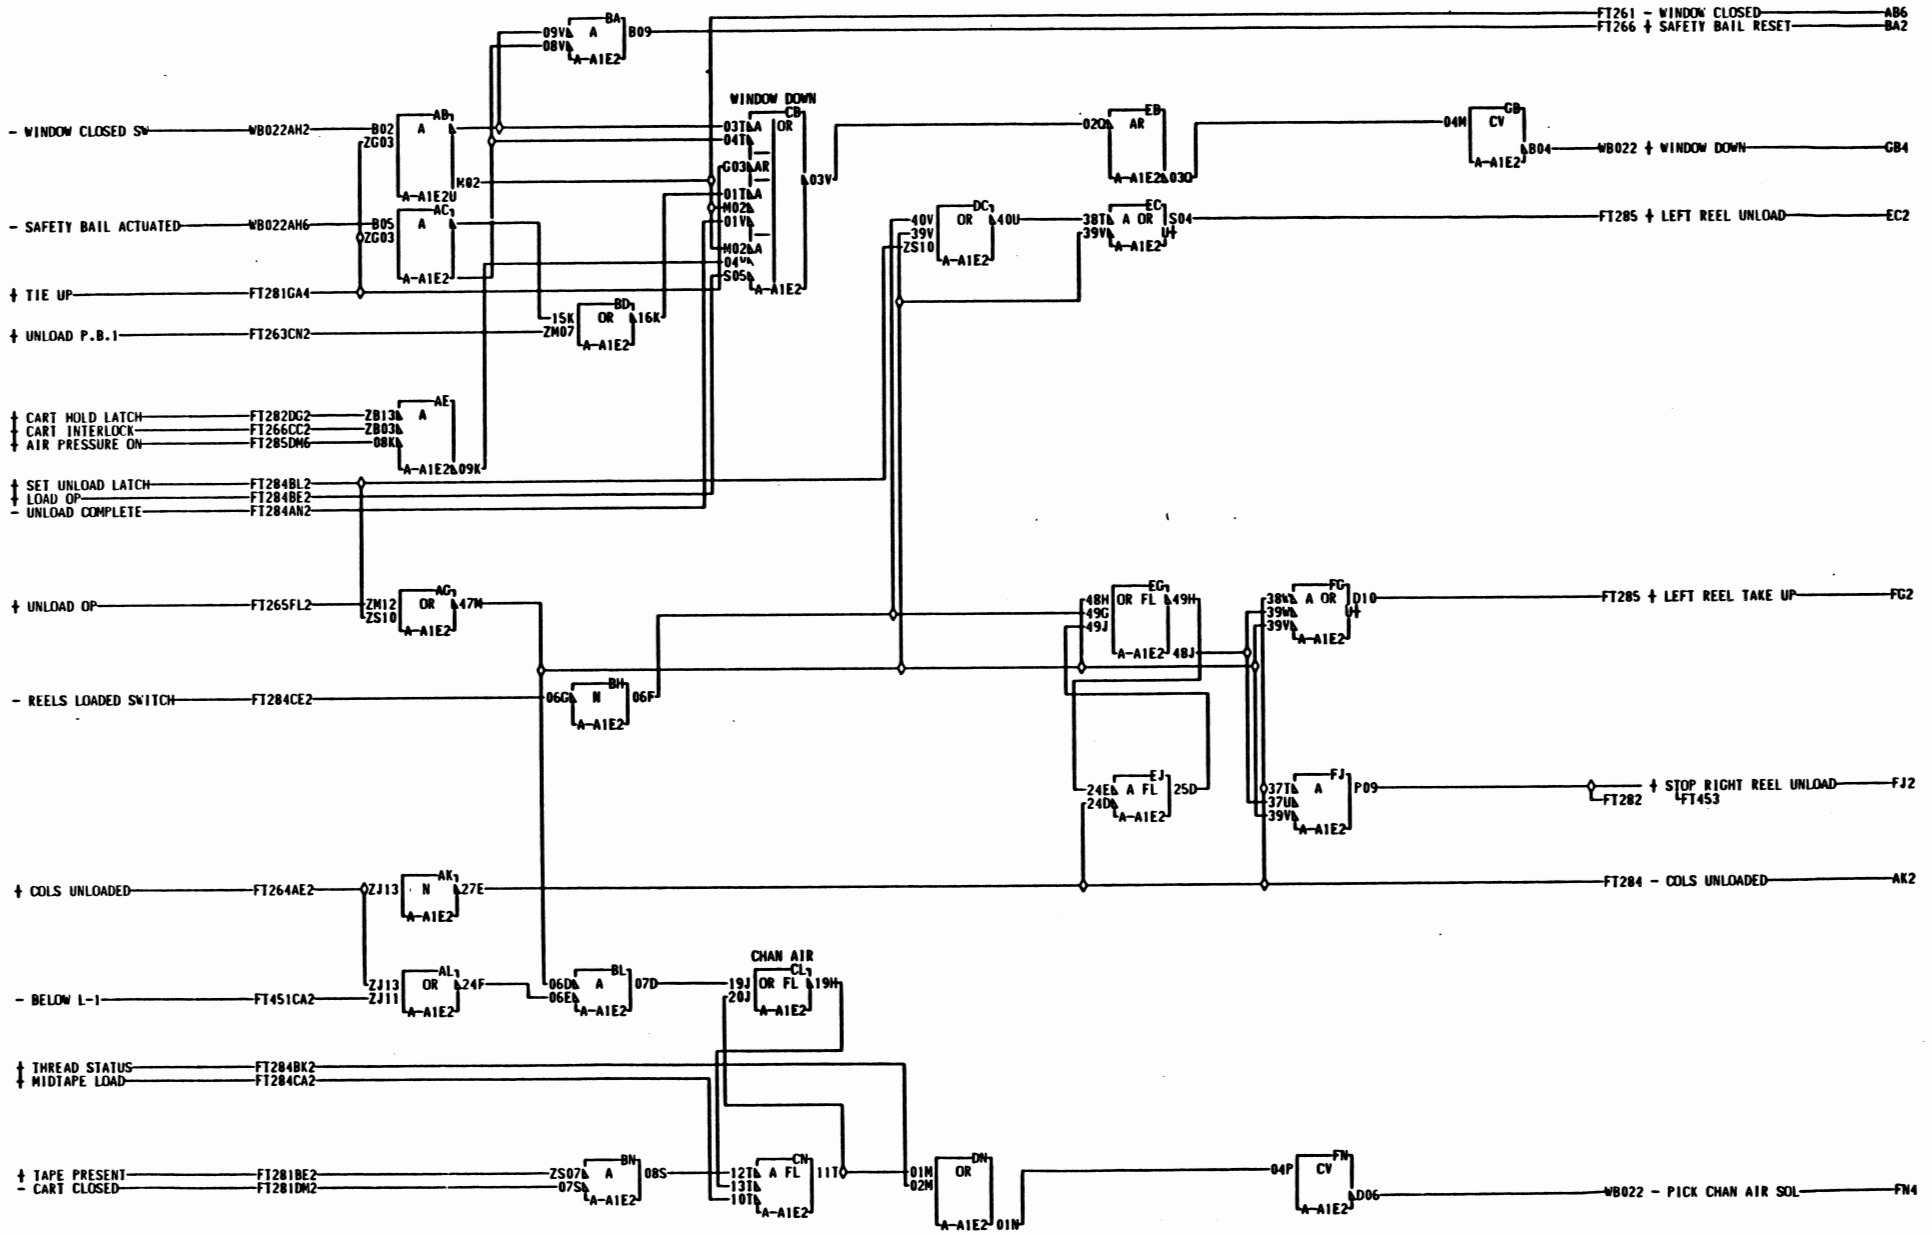 BA
09V A B09
08V
A-A1E2
FT261 - WINDOW CLOSED AB6
FT266 + SAFETY BAIL RESET BA2
WINDOW DOWN
- WINDOW CLOSED SW WB022AH2 B02 A AB
ZG03
K02
A-A1E2U
03T A OR CB
04T
G03 AR
01T A
M02
01V
M02 A
04
S05
A-A1E2
03V
02Q AR EB
A-A1E2 03Q
04M CV GB
A-A1E2 B04 WB022 + WINDOW DOWN GB4
- SAFETY BAIL ACTUATED WB022AH6 B05 A AC
ZG03
A-A1E2
40V OR DC 40U
39V
ZS10
A-A1E2
38T A OR EC S04 FT285 + LEFT REEL UNLOAD EC2
39V U+
A-A1E2
+ TIE UP FT281GA4
+ UNLOAD P.B.1 FT263CN2
15K OR BD 16K
ZM07
A-A1E2
+ CART HOLD LATCH FT282DG2 ZB13 A AE
+ CART INTERLOCK FT266CC2 ZB03
+ AIR PRESSURE ON FT285DM6 08K
A-A1E2 09K
+ SET UNLOAD LATCH FT284BL2
+ LOAD OP FT284BE2
- UNLOAD COMPLETE FT284AN2
+ UNLOAD OP FT265FL2 ZM12 OR AG 47M
ZS10
A-A1E2
48H OR FL EG 49H
49G
49J
A-A1E2 48J
38W A OR FG D10 FT285 + LEFT REEL TAKE UP FG2
39W U+
39V
A-A1E2
- REELS LOADED SWITCH FT284CE2 06G N BH 06F
A-A1E2
24E A FL EJ 25D
24D
A-A1E2
37T A FJ P09 + STOP RIGHT REEL UNLOAD FJ2
37U FT282 FT453
39V
A-A1E2
+ COLS UNLOADED FT264AE2 ZJ13 N AK 27E FT284 - COLS UNLOADED AK2
A-A1E2
CHAN AIR
- BELOW L-1 FT451CA2 ZJ13 OR AL 24F
ZJ11
A-A1E2
06D A BL 07D
06E
A-A1E2
19J OR FL CL 19H
20J
A-A1E2
+ THREAD STATUS FT284BK2
+ MIDTAPE LOAD FT284CA2
+ TAPE PRESENT FT281BE2 ZS07 A BN 08S
- CART CLOSED FT281DM2 07S
A-A1E2
12T A FL CN 11T
13T
10T
A-A1E2
01M OR DN
02M
A-A1E2 01N
04P CV FN
A-A1E2 D06 WB022 - PICK CHAN AIR SOL FN4